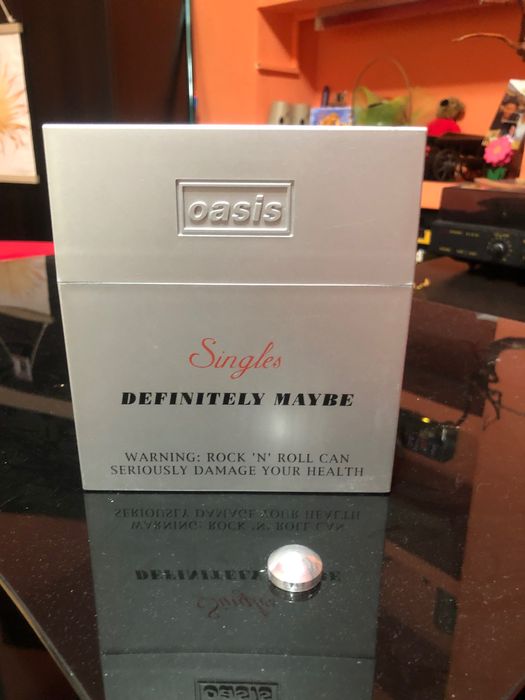 oasis
Singles
DEFINITELY MAYBE
WARNING: ROCK 'N' ROLL CAN
SERIOUSLY DAMAGE YOUR HEALTH